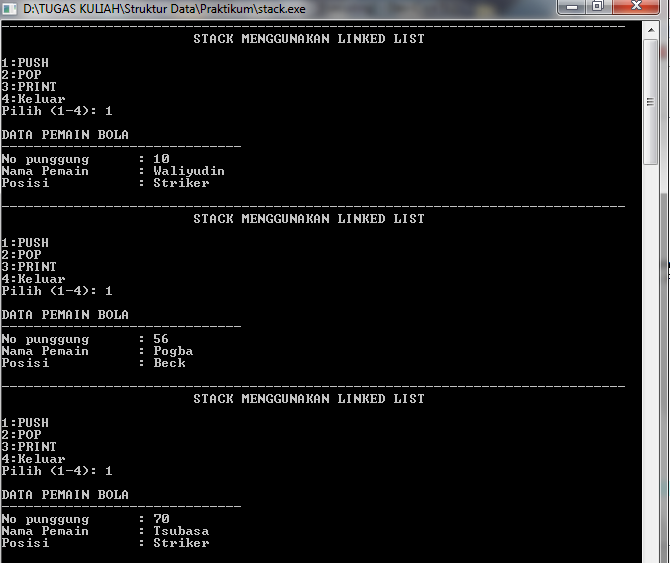 D:\TUGAS KULIAH\Struktur Data\Praktikum\stack.exe
STACK MENGGUNAKAN LINKED LIST
1:PUSH
2:POP
3:PRINT
4:Keluar
Pilih (1-4): 1
DATA PEMAIN BOLA
------------------------------
No punggung : 10
Nama Pemain : Waliyudin
Posisi : Striker
STACK MENGGUNAKAN LINKED LIST
1:PUSH
2:POP
3:PRINT
4:Keluar
Pilih (1-4): 1
DATA PEMAIN BOLA
------------------------------
No punggung : 56
Nama Pemain : Pogba
Posisi : Beck
STACK MENGGUNAKAN LINKED LIST
1:PUSH
2:POP
3:PRINT
4:Keluar
Pilih (1-4): 1
DATA PEMAIN BOLA
------------------------------
No punggung : 70
Nama Pemain : Tsubasa
Posisi : Striker